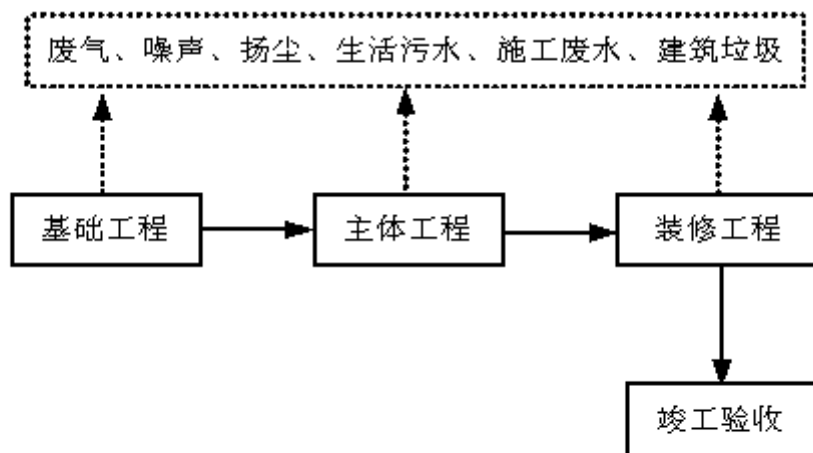 废气、噪声、扬尘、生活污水、施工废水、建筑垃圾
基础工程
主体工程
装修工程
竣工验收